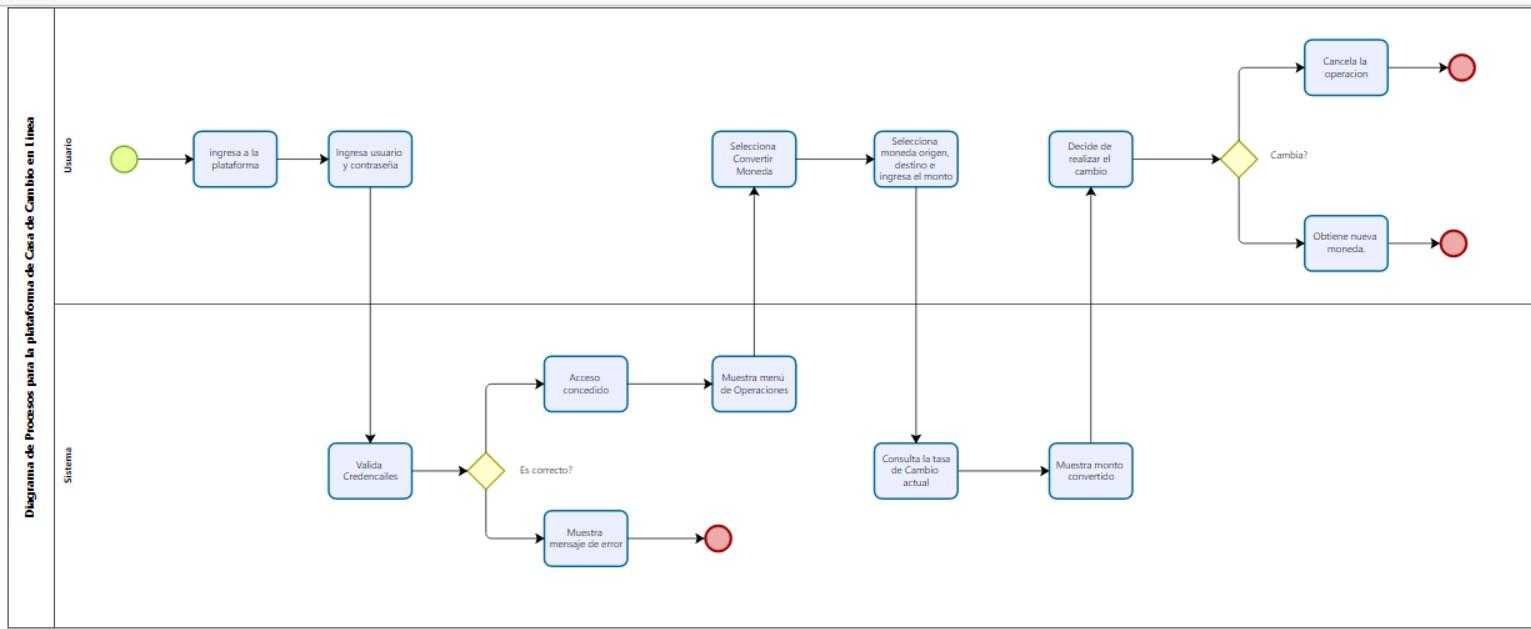 Diagrama de Procesos para la plataforma de Casa de Cambio en Linea
Usuario
ingresa a la
plataforma
Ingresa usuario
y contraseña
Selecciona
Convertir
Moneda
Selecciona
moneda origen,
destino e
ingresa el monto
Decide de
realizar el
cambio
Cambia?
Cancela la
operacion
Obtiene nueva
moneda.
Sistema
Valida
Credencailes
Es correcto?
Acceso
concedido
Muestra menú
de Operaciones
Muestra
mensaje de error
Consulta la tasa
de Cambio
actual
Muestra monto
convertido